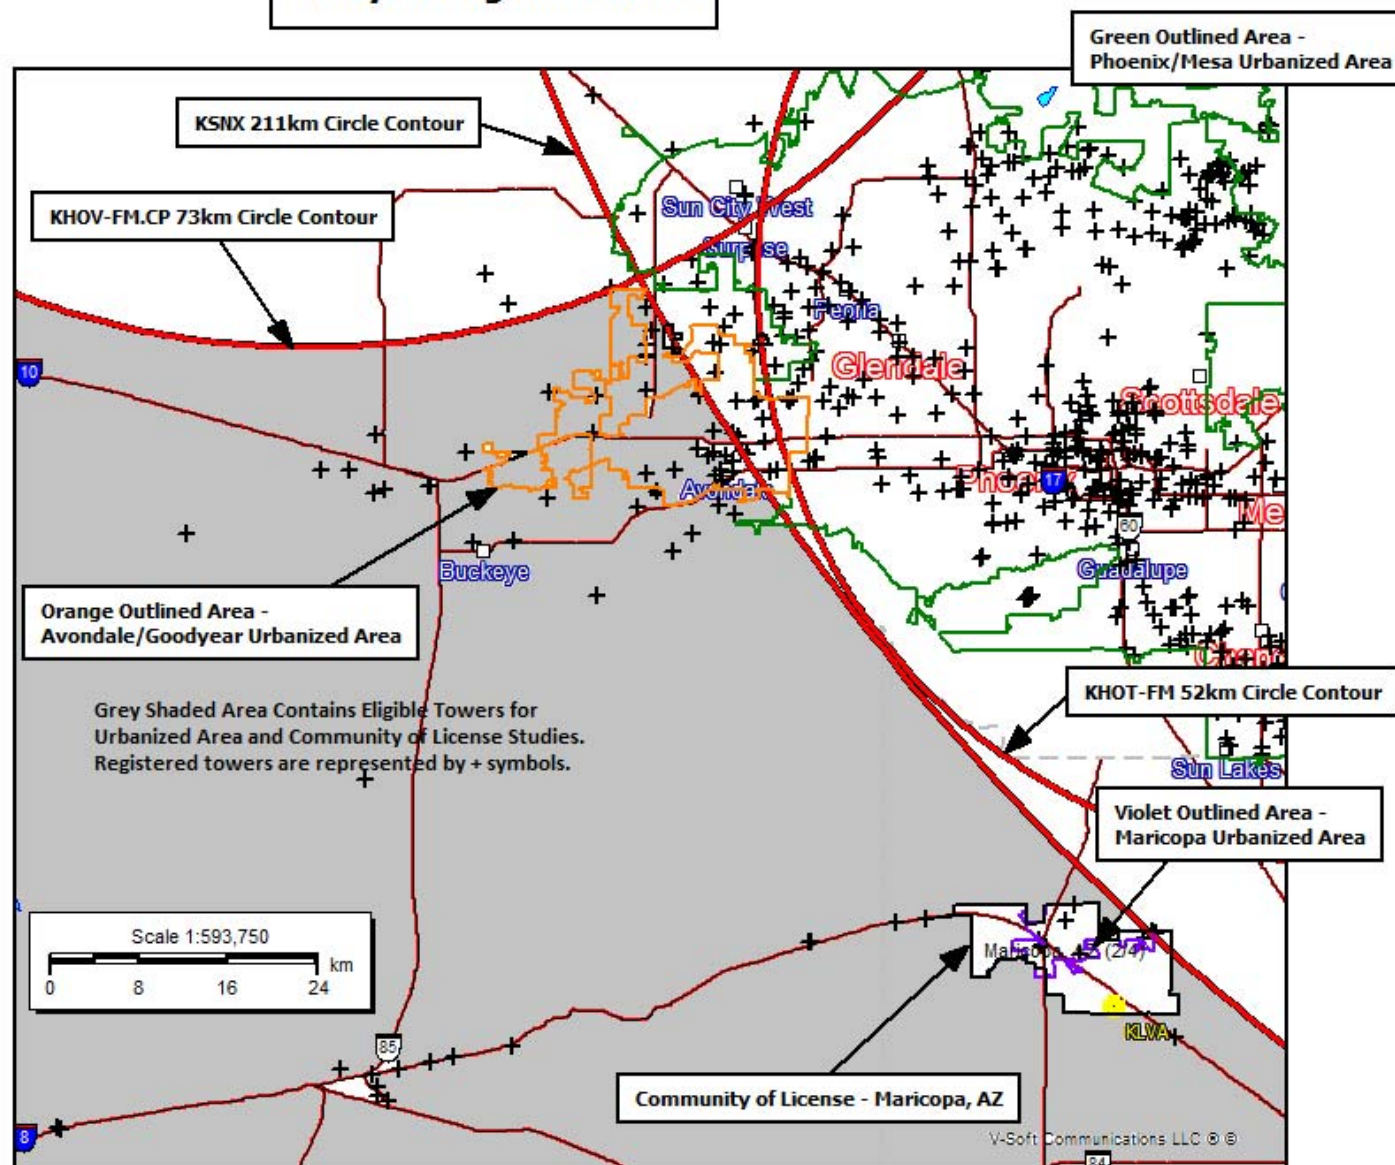 Green Outlined Area -
Phoenix/Mesa Urbanized Area
KSNX 211km Circle Contour
KHOV-FM.CP 73km Circle Contour
Sun City West
Surprise
Peoria
Glendale
10
Scottsdale
Phoenix
17
Avondale
Me
60
Buckeye
Guadalupe
Orange Outlined Area -
Avondale/Goodyear Urbanized Area
KHOT-FM 52km Circle Contour
Grey Shaded Area Contains Eligible Towers for
Urbanized Area and Community of License Studies.
Registered towers are represented by + symbols.
Sun Lakes
Violet Outlined Area -
Maricopa Urbanized Area
Scale 1:593,750
km
0 8 16 24
KLVA
85
Community of License - Maricopa, AZ
8
V-Soft Communications LLC ® ©
84